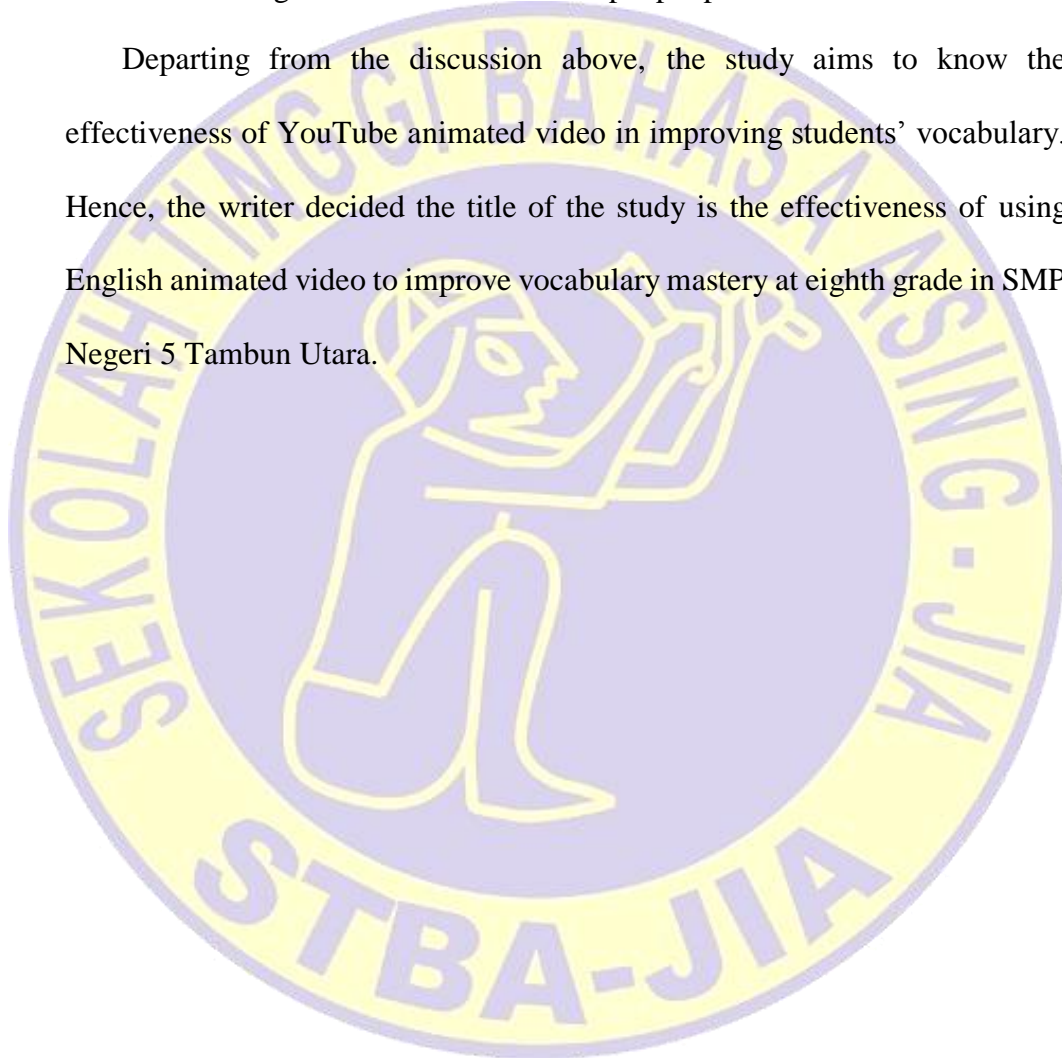 Departing from the discussion above, the study aims to know the
effectiveness of YouTube animated video in improving students’ vocabulary.
Hence, the writer decided the title of the study is the effectiveness of using
English animated video to improve vocabulary mastery at eighth grade in SMP
Negeri 5 Tambun Utara.
SEKOLAH TINGGI BAHASA ASING - JIA
STBA-JIA